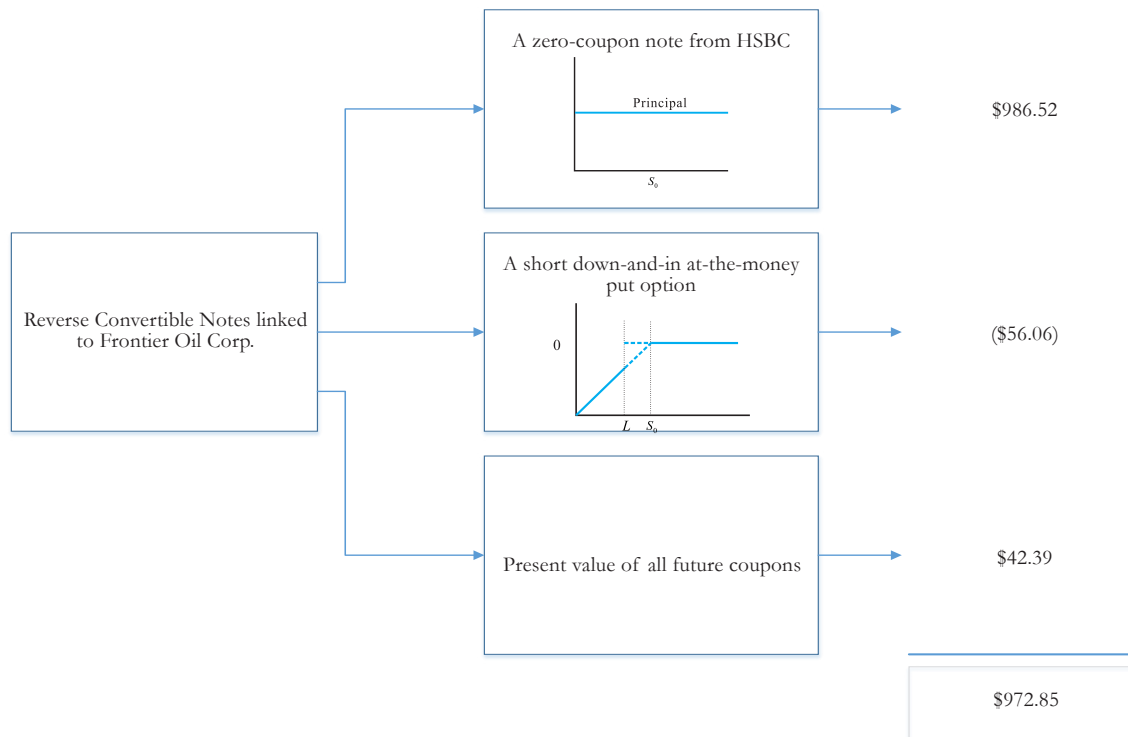 A zero-coupon note from HSBC
Principal
S₀
$986.52
Reverse Convertible Notes linked
to Frontier Oil Corp.
A short down-and-in at-the-money
put option
0
L S₀
($56.06)
Present value of all future coupons
$42.39
$972.85